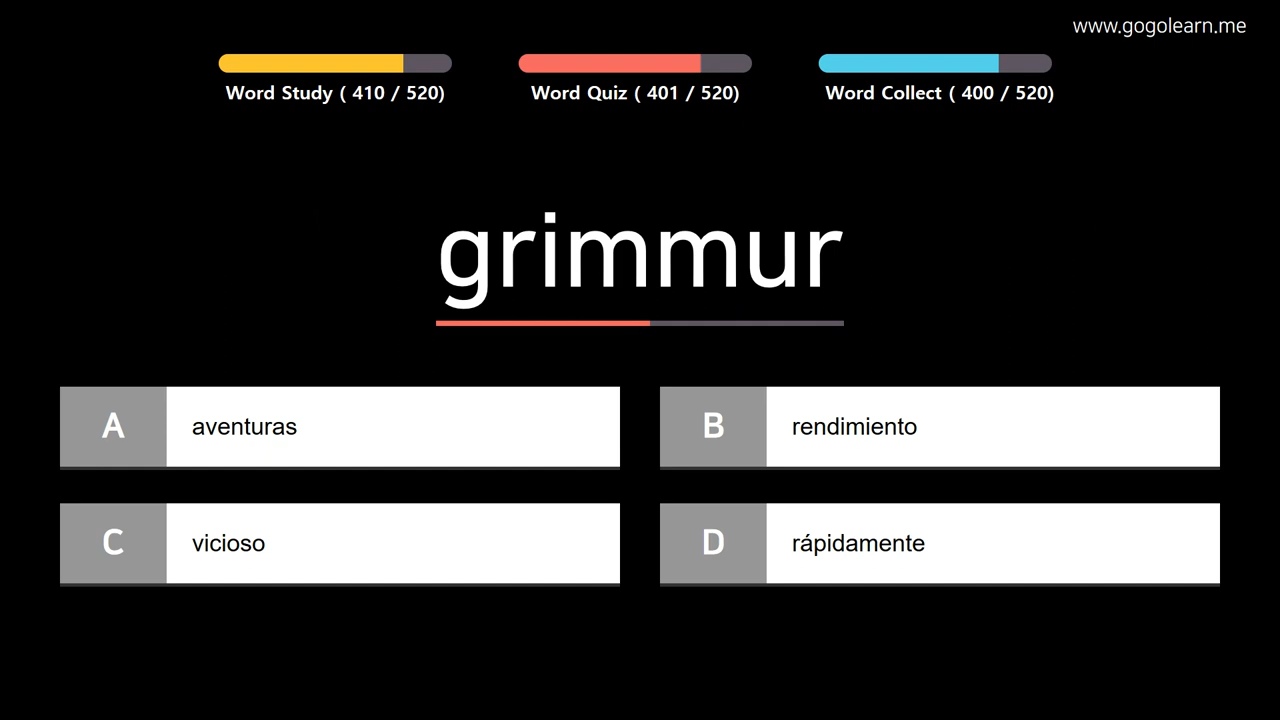 www.gogolearn.me
Word Study ( 410 / 520)
Word Quiz ( 401 / 520)
Word Collect ( 400 / 520)
grimmur
A aventuras
B rendimiento
C vicioso
D rápidamente